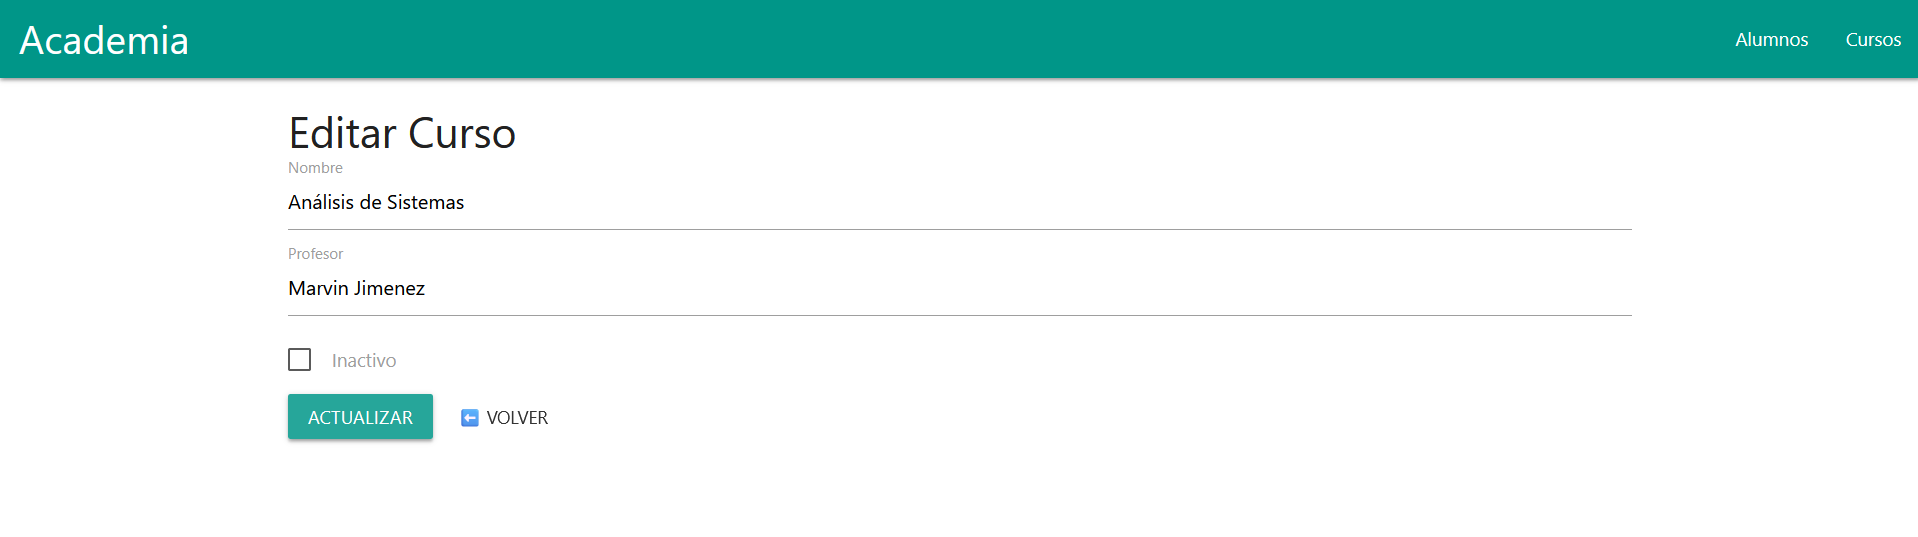 Academia
Alumnos Cursos
Editar Curso
Nombre
Análisis de Sistemas
Profesor
Marvin Jimenez
Inactivo
ACTUALIZAR
⬅️ VOLVER